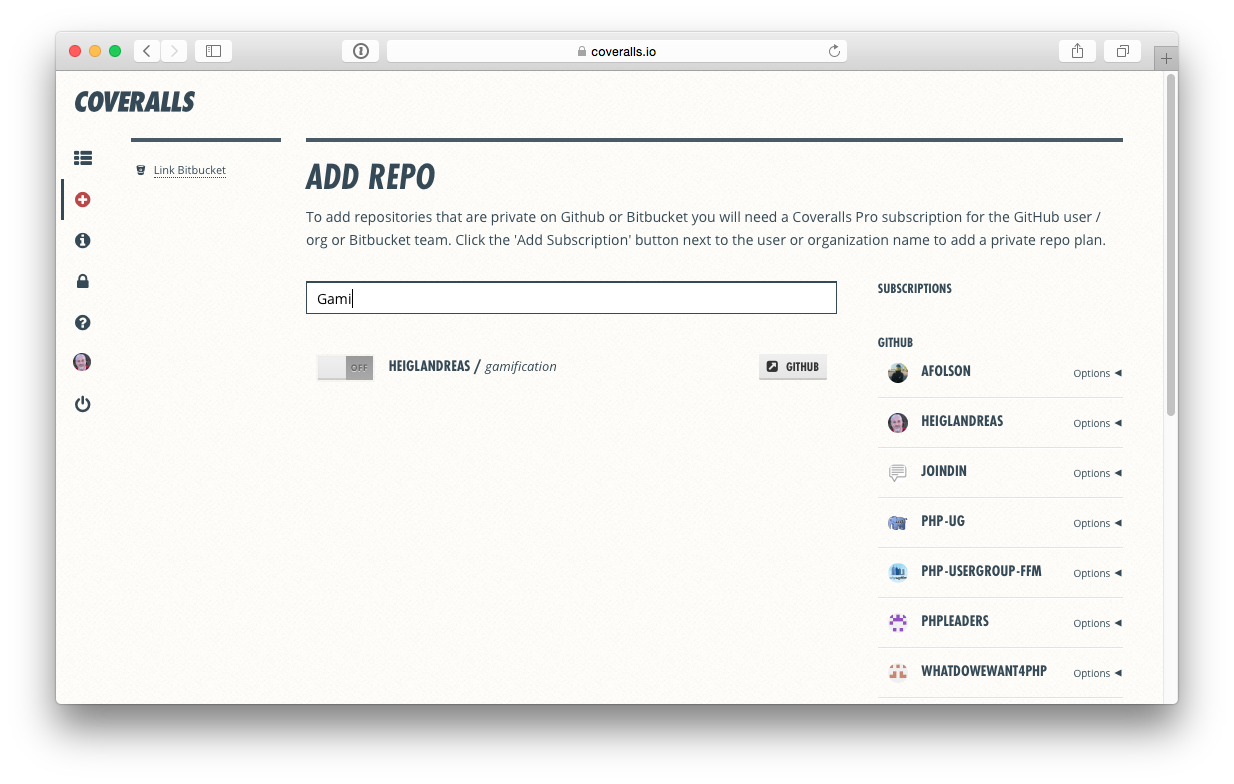 coveralls.io
COVERALLS
Link Bitbucket
ADD REPO
To add repositories that are private on Github or Bitbucket you will need a Coveralls Pro subscription for the GitHub user /
org or Bitbucket team. Click the 'Add Subscription' button next to the user or organization name to add a private repo plan.
Gami
OFF HEIGLANDREAS / gamification GITHUB
SUBSCRIPTIONS
GITHUB
AFOLSON Options
HEIGLANDREAS Options
JOINDIN Options
PHP-UG Options
PHP-USERGROUP-FFM Options
PHPLEADERS Options
WHATDOWEWANT4PHP Options